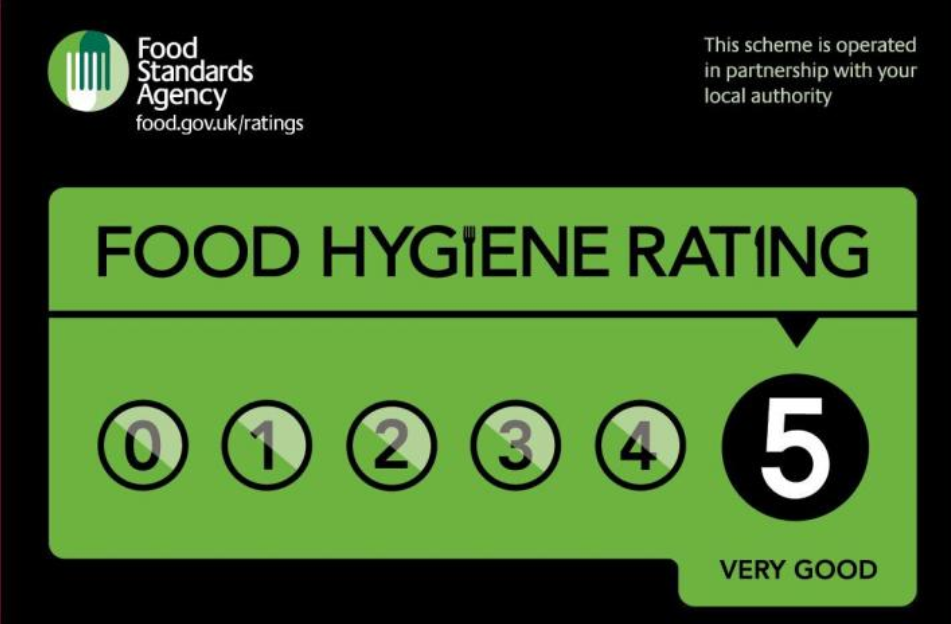 Food
Standards
Agency
food.gov.uk/ratings
This scheme is operated
in partnership with your
local authority
FOOD HYGIENE RATING
0 1 2 3 4 5
VERY GOOD